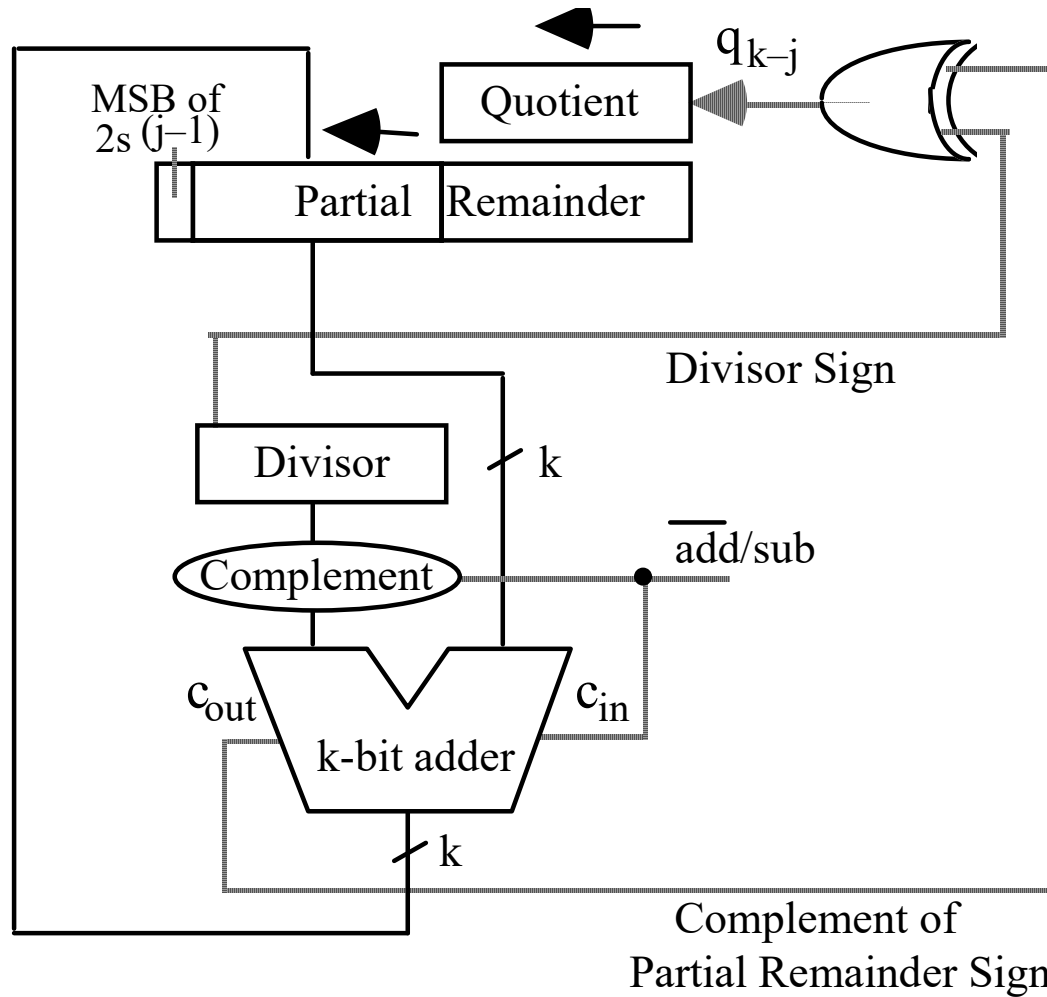 q k–j
Quotient
MSB of
2s (j–1)
Partial Remainder
Divisor Sign
Divisor
k
add/sub
Complement
c out
c in
k-bit adder
k
Complement of
Partial Remainder Sign